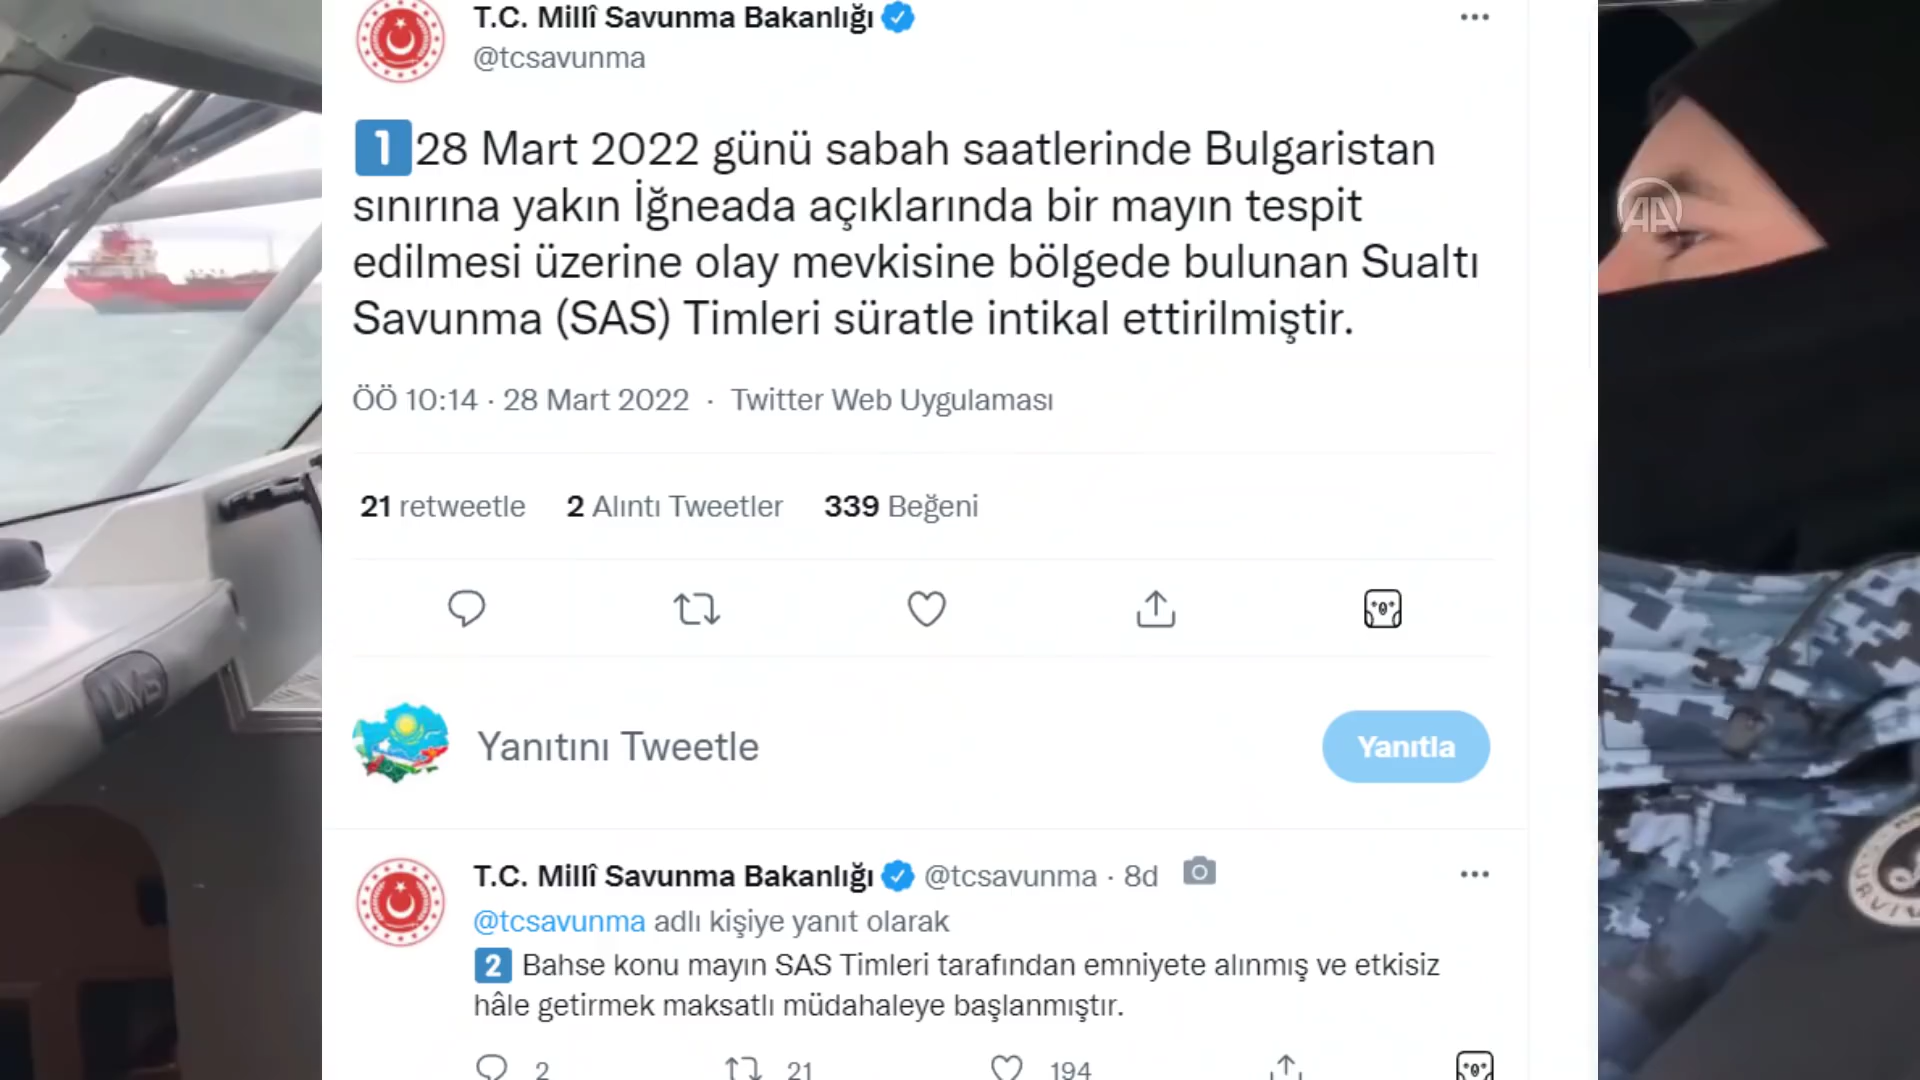 T.C. Millî Savunma Bakanlığı
@tcsavunma
1 28 Mart 2022 günü sabah saatlerinde Bulgaristan
sınırına yakın İğneada açıklarında bir mayın tespit
edilmesi üzerine olay mevkisine bölgede bulunan Sualtı
Savunma (SAS) Timleri süratle intikal ettirilmiştir.
ÖÖ 10:14 · 28 Mart 2022 · Twitter Web Uygulaması
21 retweetle 2 Alıntı Tweetler 339 Beğeni
Yanıtını Tweetle
Yanıtla
T.C. Millî Savunma Bakanlığı @tcsavunma · 8d
@tcsavunma adlı kişiye yanıt olarak
2 Bahse konu mayın SAS Timleri tarafından emniyete alınmış ve etkisiz
hâle getirmek maksatlı müdahaleye başlanmıştır.
2 21 194
AA